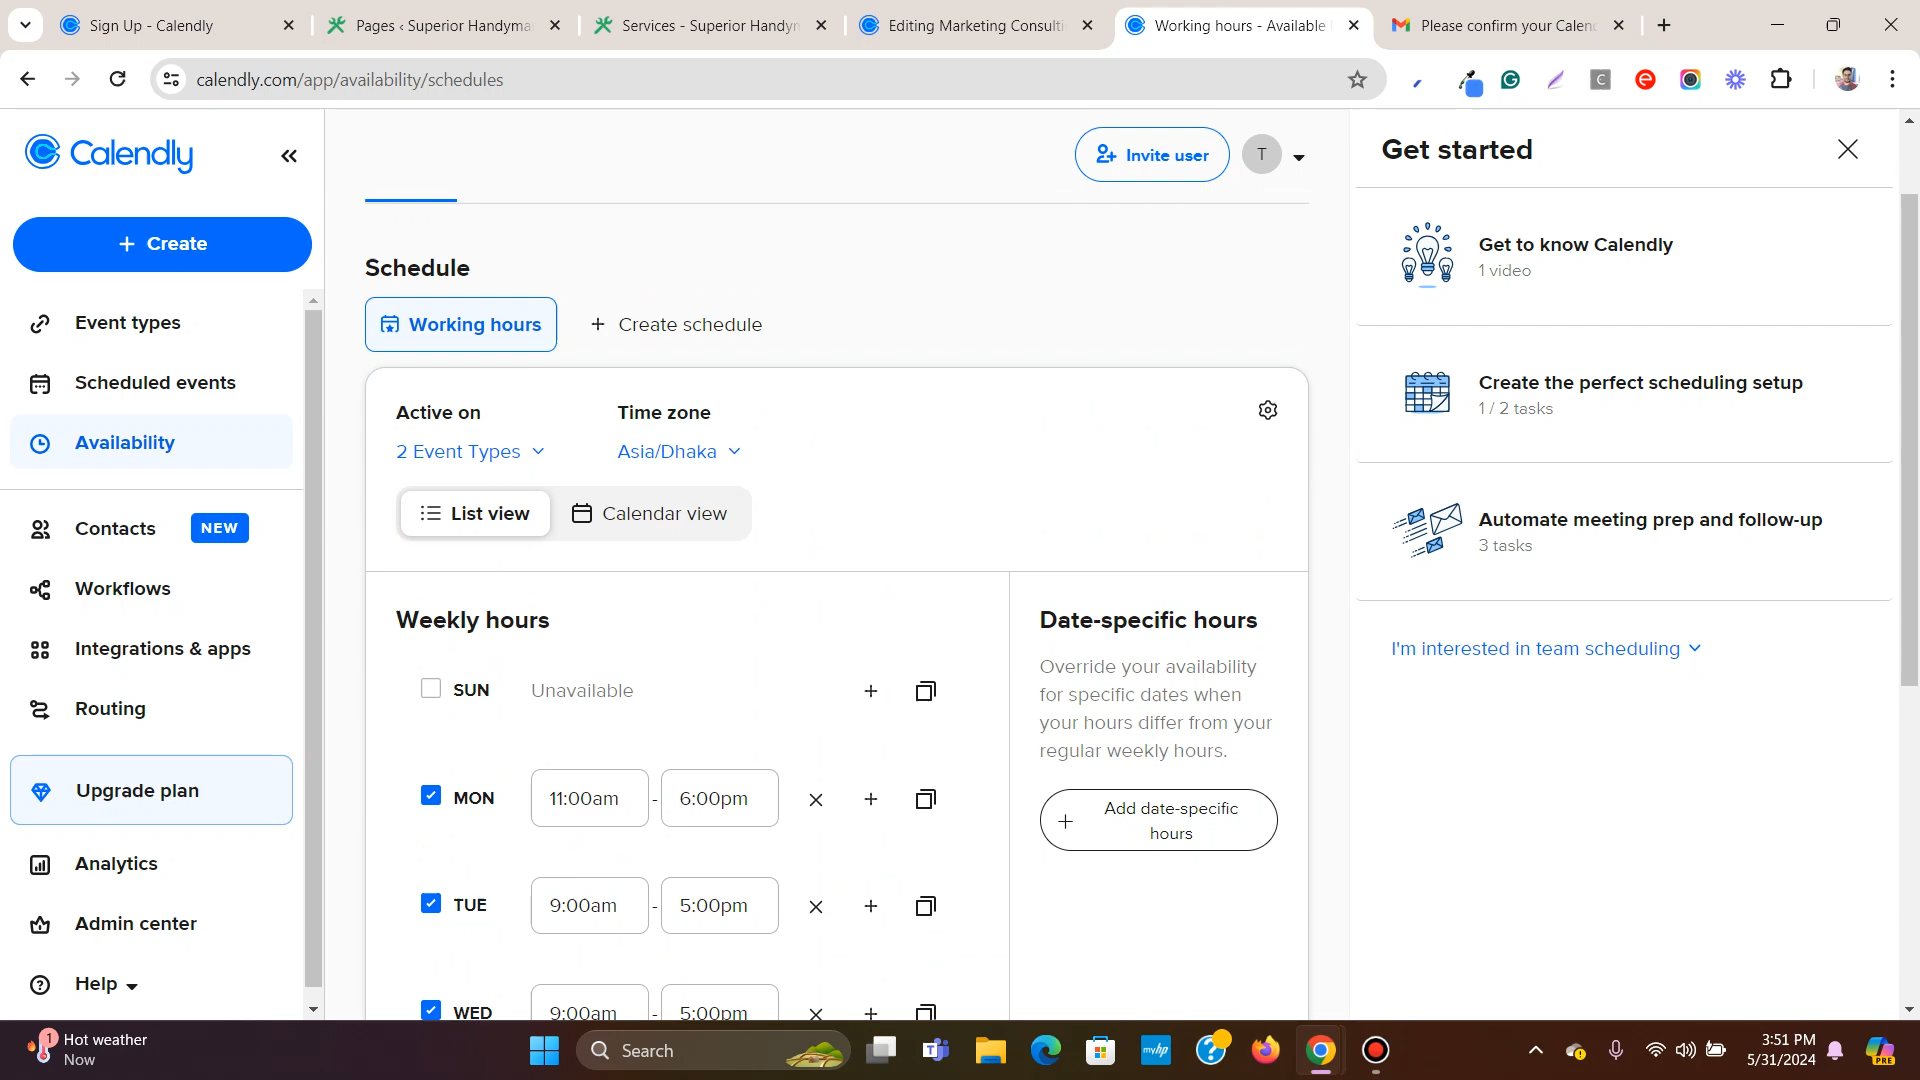 Sign Up - Calendly
Pages ‹ Superior Handyma
Services - Superior Handyn
Editing Marketing Consulti
Working hours - Available
Please confirm your Calen
calendly.com/app/availability/schedules
Calendly
Invite user
T
Get started
+ Create
Event types
Scheduled events
Availability
Contacts NEW
Workflows
Integrations & apps
Routing
Upgrade plan
Analytics
Admin center
Help
Schedule
Working hours
+ Create schedule
Active on
2 Event Types
Time zone
Asia/Dhaka
List view
Calendar view
Weekly hours
SUN Unavailable
MON 11:00am - 6:00pm
TUE 9:00am - 5:00pm
WED 9:00am - 5:00pm
Date-specific hours
Override your availability
for specific dates when
your hours differ from your
regular weekly hours.
+ Add date-specific
hours
Get to know Calendly
1 video
Create the perfect scheduling setup
1 / 2 tasks
Automate meeting prep and follow-up
3 tasks
I'm interested in team scheduling
1
Hot weather
Now
Search
myhp
3:51 PM
5/31/2024
PRE